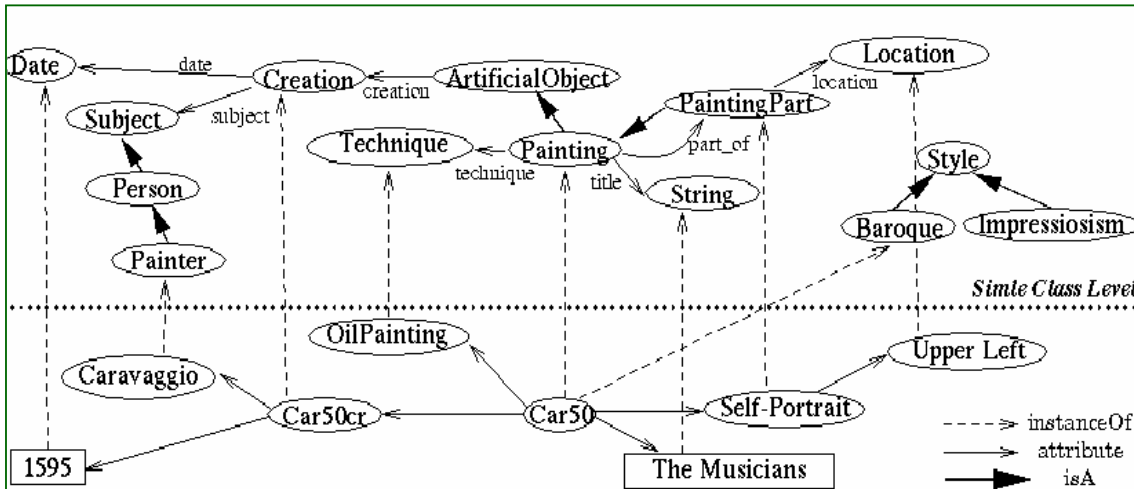 Date
date
Creation
creation
ArtificialObject
Location
location
subject
Subject
PaintingPart
Technique
technique
Painting
part_of
title
String
Style
Person
Baroque
Impressiosism
Painter
Simle Class Level
OilPainting
Upper Left
Caravaggio
Car50cr
Car50
Self-Portrait
instanceOf
attribute
isA
1595
The Musicians